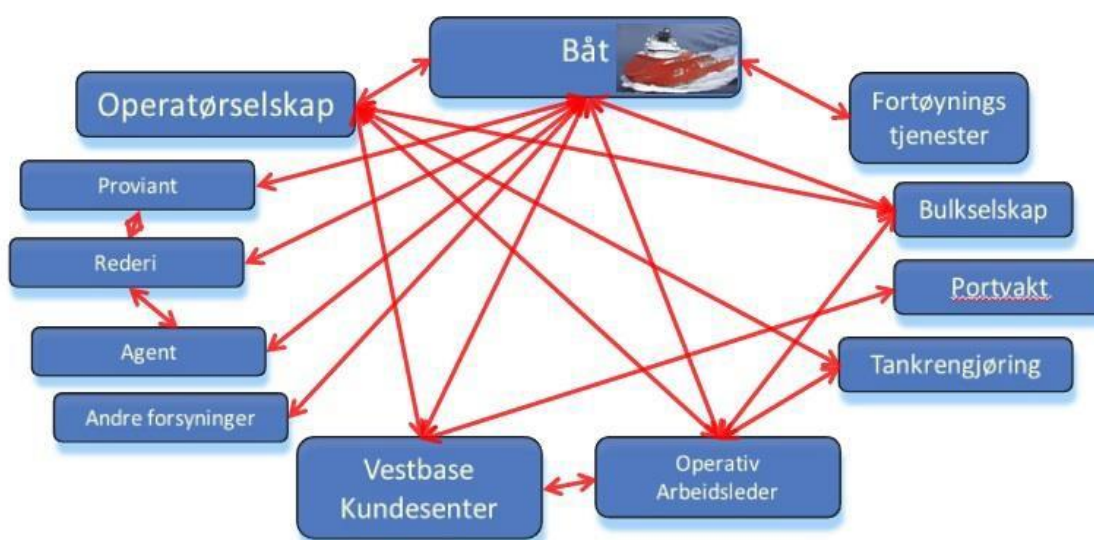 Båt
Operatørselskap
Fortøynings
tjenester
Proviant
Bulkselskap
Rederi
Portvakt
Agent
Tankrengjøring
Andre forsyninger
Vestbase
Kundesenter
Operativ
Arbeidsleder